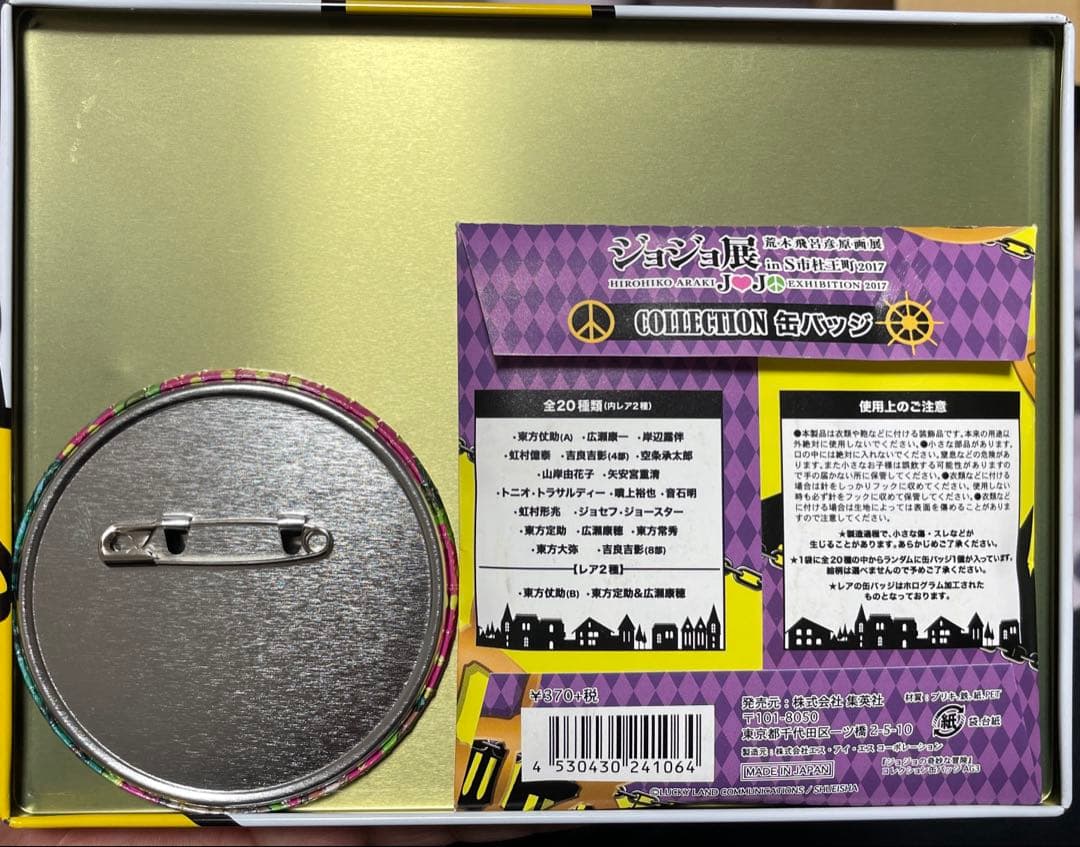 ジョジョ展 荒木飛呂彦原画展
in S市杜王町 2017
HIROHIKO ARAKI JOJO EXHIBITION 2017
COLLECTION 缶バッジ
全20種類(内レア2種)
・東方仗助(A) ・広瀬康一 ・岸辺露伴
・虹村億泰 ・吉良吉影(4部) ・空条承太郎
・山岸由花子 ・矢安宮重清
・トニオ・トラサルディー ・噴上裕也 ・音石明
・虹村形兆 ・ジョセフ・ジョースター
・東方定助 ・広瀬康穂 ・東方常秀
・東方大弥 ・吉良吉影(8部)
【レア2種】
・東方仗助(B) ・東方定助&広瀬康穂
使用上のご注意
●本製品は衣類や鞄などに付ける装飾品です。本来の用途以
外絶対に使用しないでください。●小さな部品があります。
口の中には絶対に入れないでください。窒息などの危険があ
ります。また小さなお子様は誤飲する可能性がありますの
で手の届かない所に保管してください。●衣類などに付ける
場合は針をしっかりフックに収めてください。使用しない
時も必ず針をフックに収めて保管してください。●衣類など
に付ける場合は生地によっては表面を傷めることがありま
すのでご注意してください。
★製造過程で、小さな傷・スレなどが
生じることがあります。あらかじめご了承ください。
★1袋に全20種の中からランダムに缶バッジ1個が入っています。
絵柄は選べませんので予めご了承ください。
★レアの缶バッジはホログラム加工された
ものとなっております。
¥370+税
4 530430 241064
発売元:株式会社 集英社
〒101-8050
東京都千代田区一ツ橋 2-5-10
製造元:株式会社エス・アイ・エス コーポレーション
MADE IN JAPAN
材質:ブリキ、鉄、紙、PET
紙 袋、台紙
『ジョジョの奇妙な冒険』
コレクション缶バッジ AG3
©LUCKY LAND COMMUNICATIONS / SHUEISHA